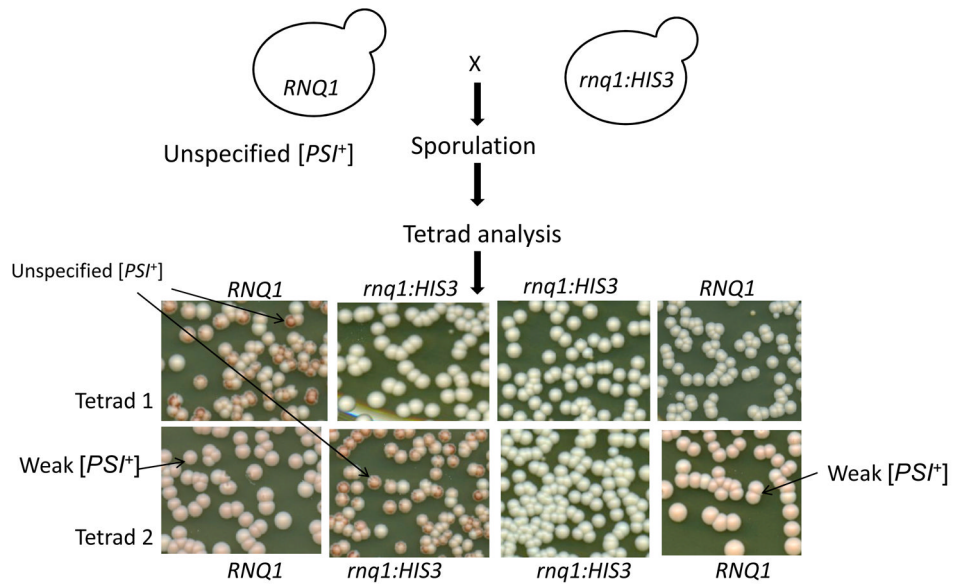 RNQ1
X
rnq1:HIS3
Unspecified [PSI+]
Sporulation
Tetrad analysis
Unspecified [PSI+]
RNQ1
rnq1:HIS3
rnq1:HIS3
RNQ1
Tetrad 1
Weak [PSI+]
Weak [PSI+]
Tetrad 2
RNQ1
rnq1:HIS3
rnq1:HIS3
RNQ1